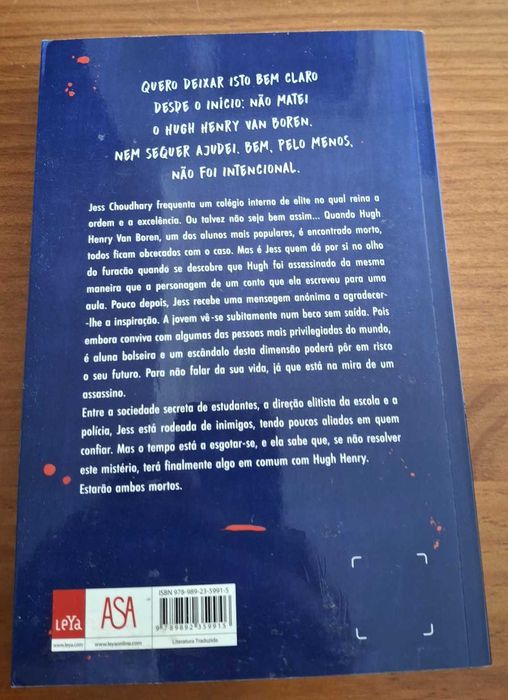 QUERO DEIXAR ISTO BEM CLARO
DESDE O INÍCIO: NÃO MATEI
O HUGH HENRY VAN BOREN.
NEM SEQUER AJUDEI. BEM, PELO MENOS,
NÃO FOI INTENCIONAL.
Jess Choudhary frequenta um colégio interno de elite no qual reina a
ordem e a excelência. Ou talvez não seja bem assim... Quando Hugh
Henry Van Boren, um dos alunos mais populares, é encontrado morto,
todos ficam obcecados com o caso. Mas é Jess quem dá por si no olho
do furacão quando se descobre que Hugh foi assassinado da mesma
maneira que a personagem de um conto que ela escreveu para uma
aula. Pouco depois, Jess recebe uma mensagem anónima a agradecer-
-lhe a inspiração. A jovem vê-se subitamente num beco sem saída. Pois
embora conviva com algumas das pessoas mais privilegiadas do mundo,
é aluna bolseira e um escândalo desta dimensão poderá pôr em risco
o seu futuro. Para não falar da sua vida, já que está na mira de um
assassino.
Entre a sociedade secreta de estudantes, a direção elitista da escola e a
polícia, Jess está rodeada de inimigos, tendo poucos aliados em quem
confiar. Mas o tempo está a esgotar-se, e ela sabe que, se não resolver
este mistério, terá finalmente algo em comum com Hugh Henry.
Estarão ambos mortos.
LeYa
www.leya.com
ASA
www.leyaonline.com
ISBN 978-989-23-5991-5
9 789892 359915
Literatura Traduzida